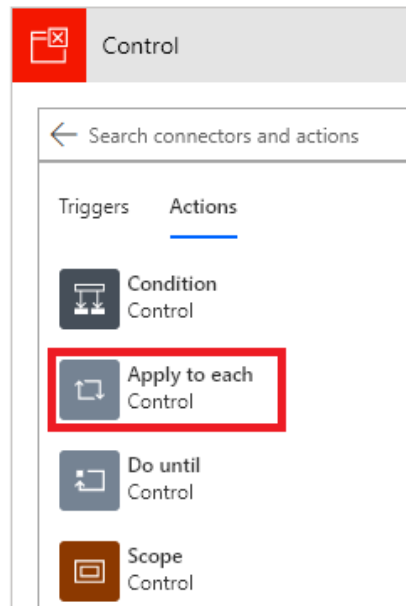 Control
Search connectors and actions
Triggers Actions
Condition
Control
Apply to each
Control
Do until
Control
Scope
Control